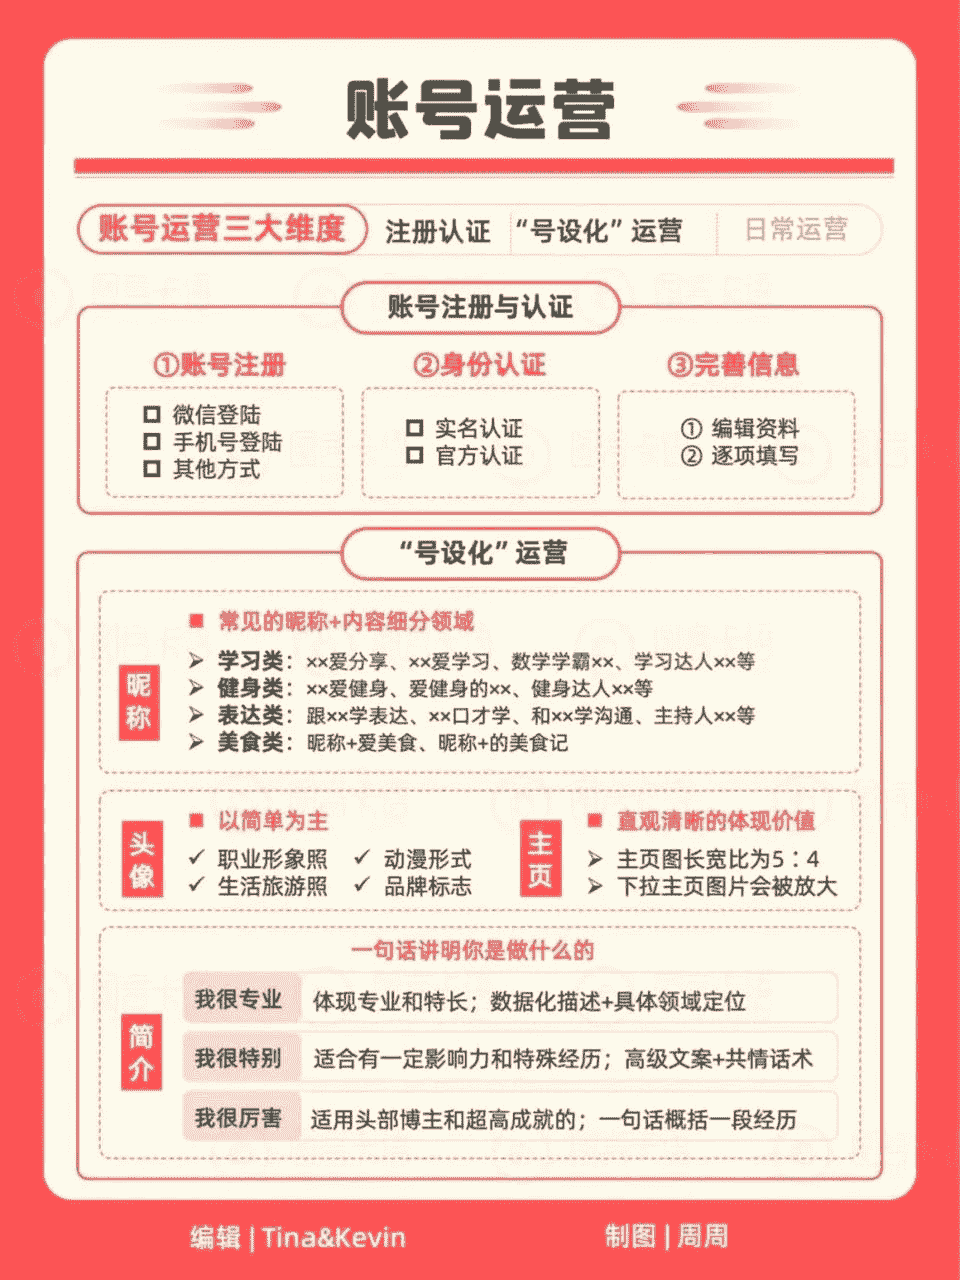 账号运营
账号运营三大维度 注册认证 “号设化”运营 日常运营
账号注册与认证
①账号注册 ②身份认证 ③完善信息
微信登陆
手机号登陆
其他方式
实名认证
官方认证
① 编辑资料
② 逐项填写
“号设化”运营
昵称
常见的昵称+内容细分领域
学习类：××爱分享、××爱学习、数学学霸××、学习达人××等
健身类：××爱健身、爱健身的××、健身达人××等
表达类：跟××学表达、××口才学、和××学沟通、主持人××等
美食类：昵称+爱美食、昵称+的美食记
头像
以简单为主
✓ 职业形象照 ✓ 动漫形式
✓ 生活旅游照 ✓ 品牌标志
主页
直观清晰的体现价值
主页图长宽比为5：4
下拉主页图片会被放大
简介
一句话讲明你是做什么的
我很专业 体现专业和特长；数据化描述+具体领域定位
我很特别 适合有一定影响力和特殊经历；高级文案+共情话术
我很厉害 适用头部博主和超高成就的；一句话概括一段经历
编辑 | Tina&Kevin 制图 | 周周